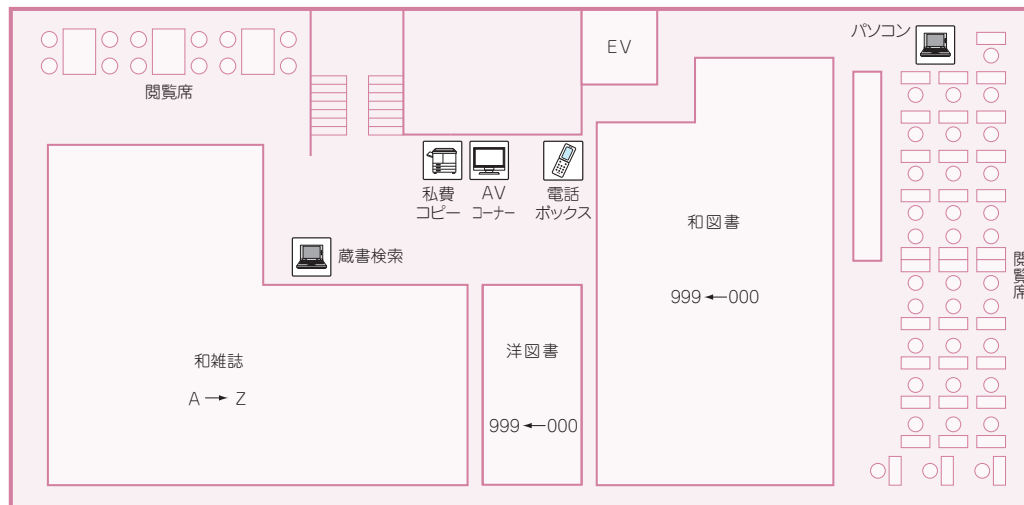 パソコン
EV
閲覧席
私費
コピー
AV
コーナー
電話
ボックス
和図書
999←000
蔵書検索
閲覧席
和雑誌
A→Z
洋図書
999←000